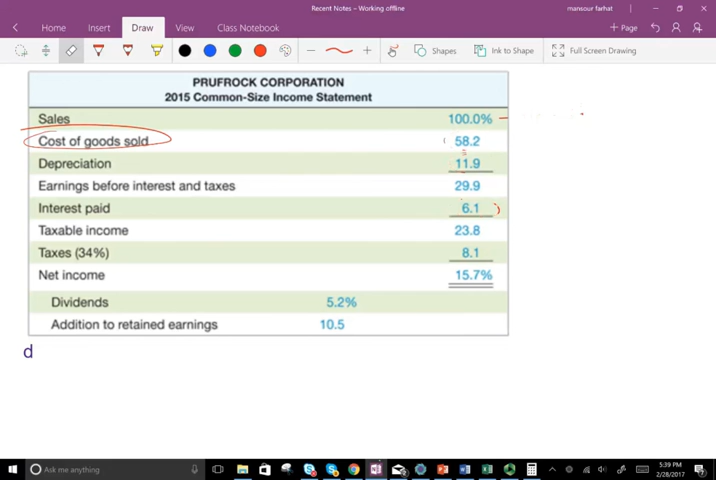 Recent Notes – Working offline
mansour farhat
Home Insert Draw View Class Notebook
+ Page
Shapes Ink to Shape Full Screen Drawing
PRUFROCK CORPORATION
2015 Common-Size Income Statement
Sales 100.0%
Cost of goods sold 58.2
Depreciation 11.9
Earnings before interest and taxes 29.9
Interest paid 6.1
Taxable income 23.8
Taxes (34%) 8.1
Net income 15.7%
Dividends 5.2%
Addition to retained earnings 10.5
d
Ask me anything
5:39 PM
2/28/2017